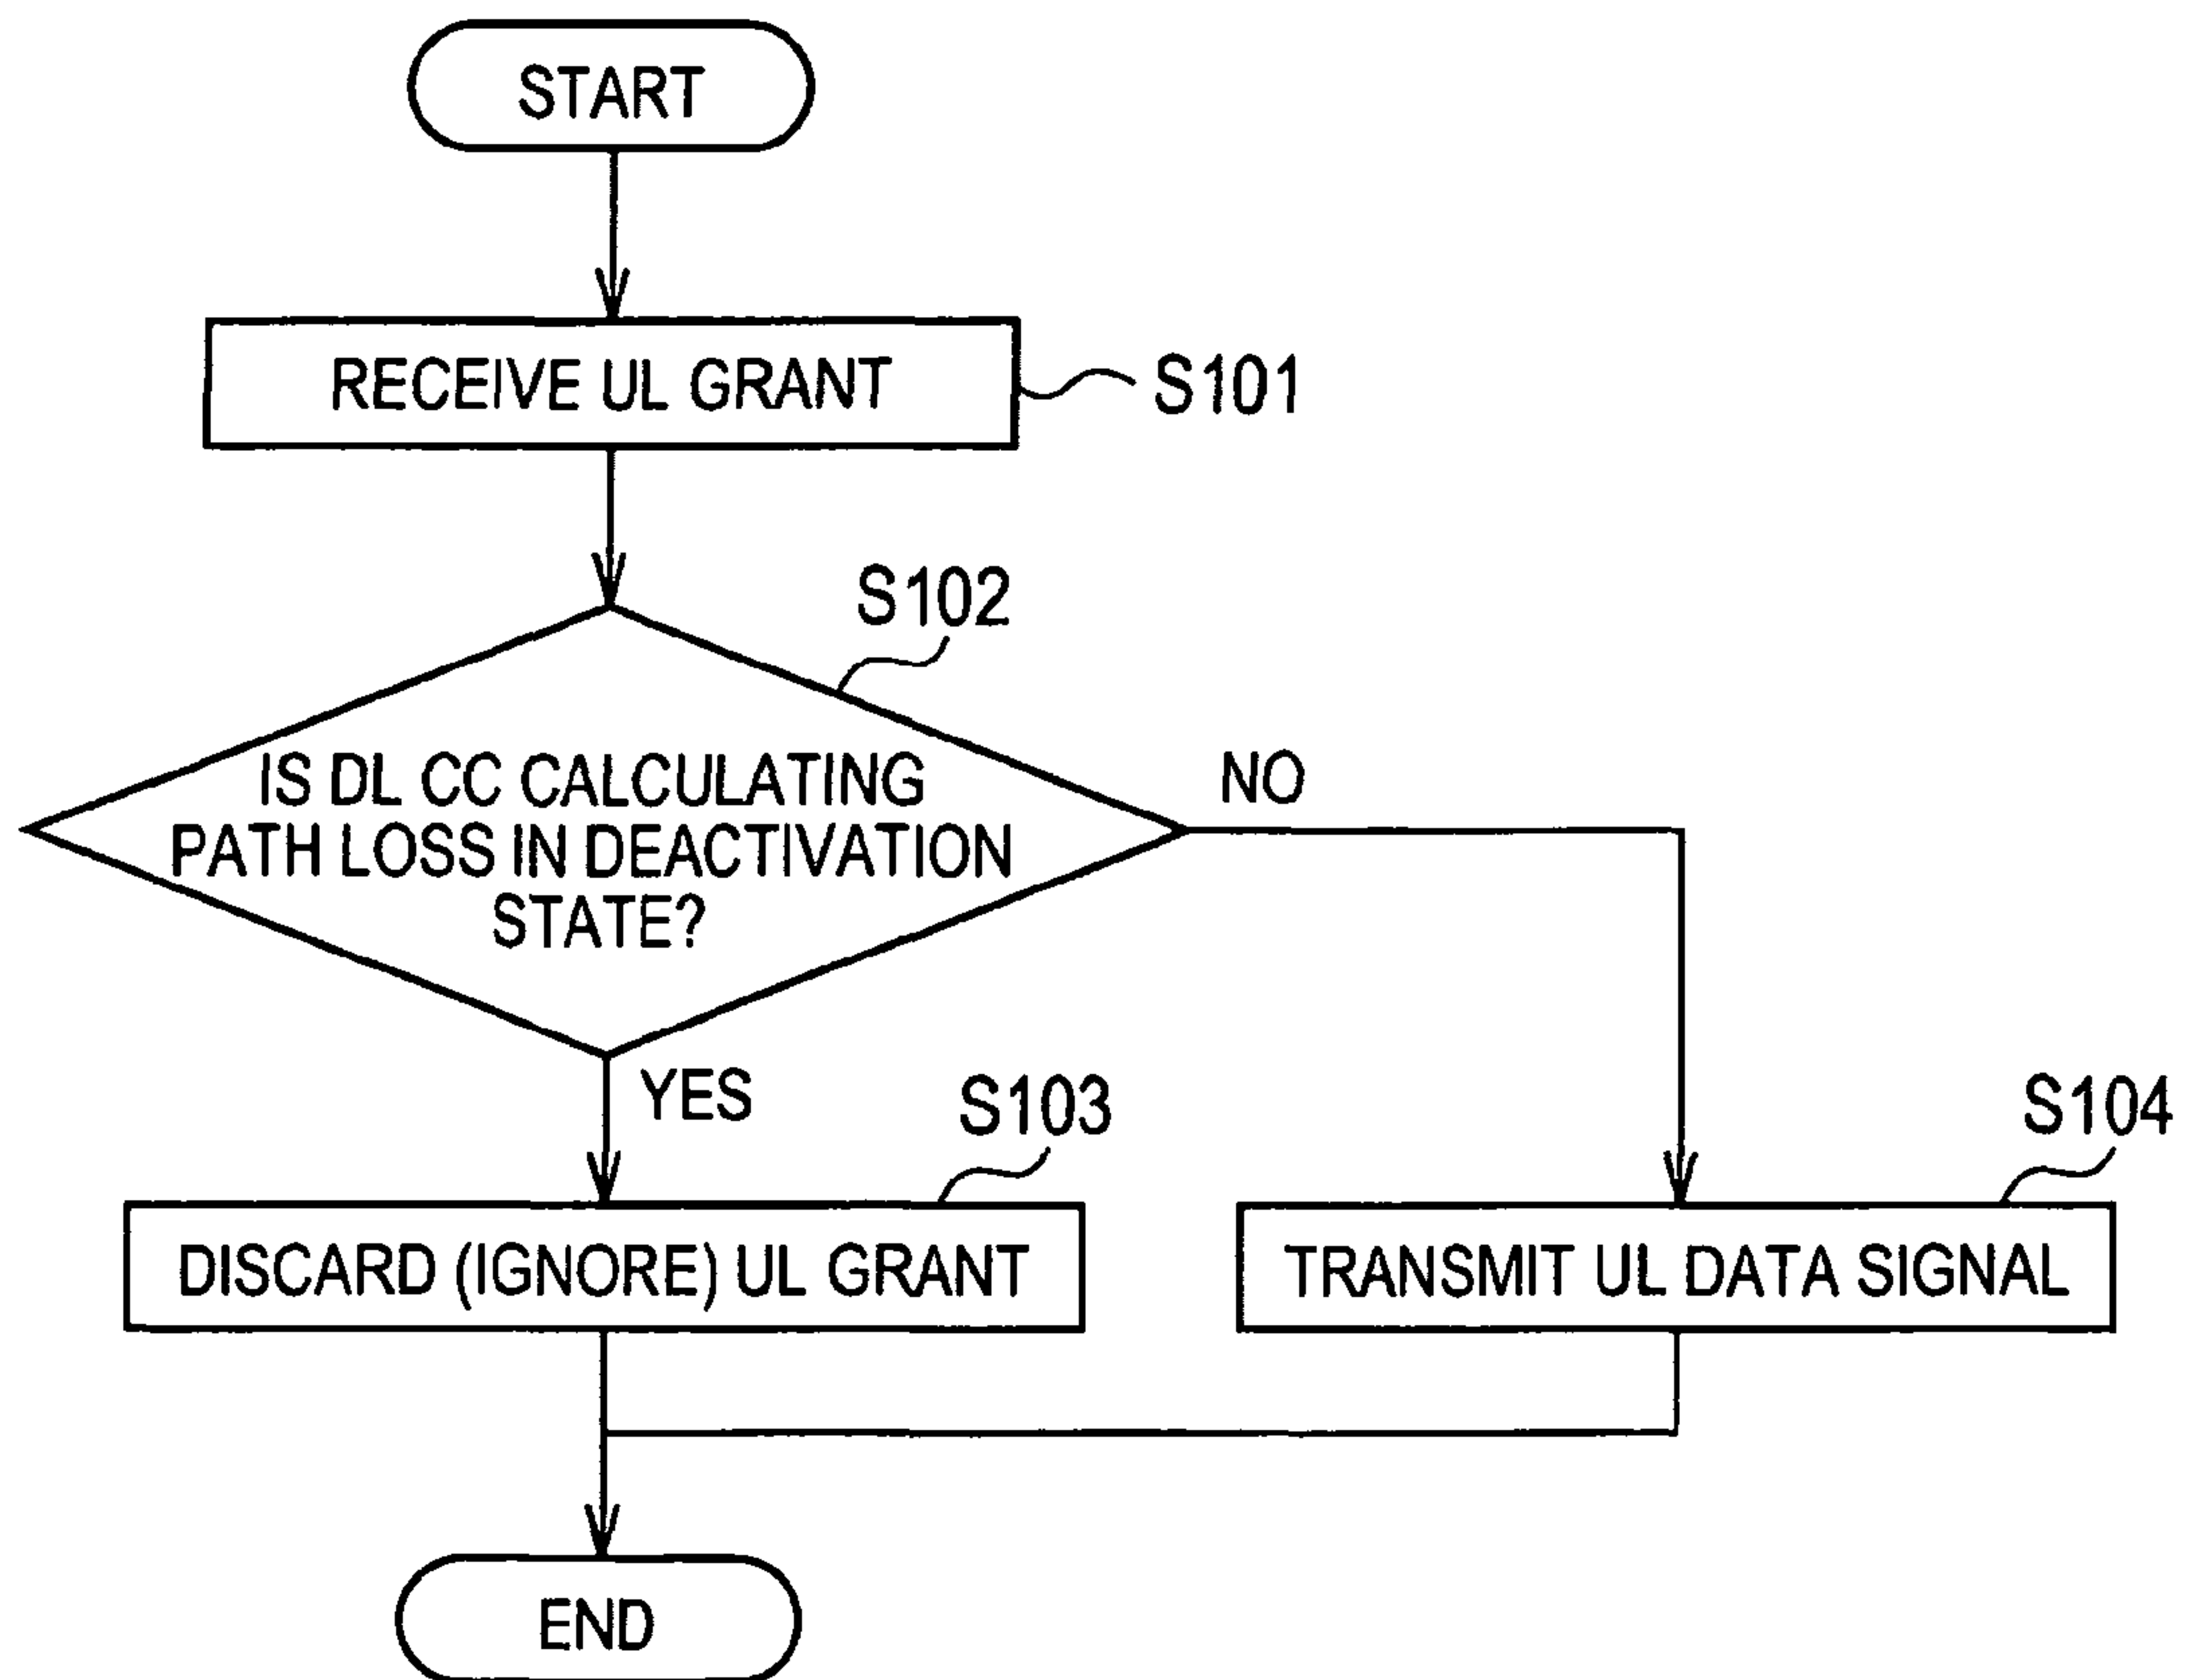 START
RECEIVE UL GRANT
S101
S102
IS DL CC CALCULATING
PATH LOSS IN DEACTIVATION
STATE?
NO
YES
S103
S104
DISCARD (IGNORE) UL GRANT
TRANSMIT UL DATA SIGNAL
END